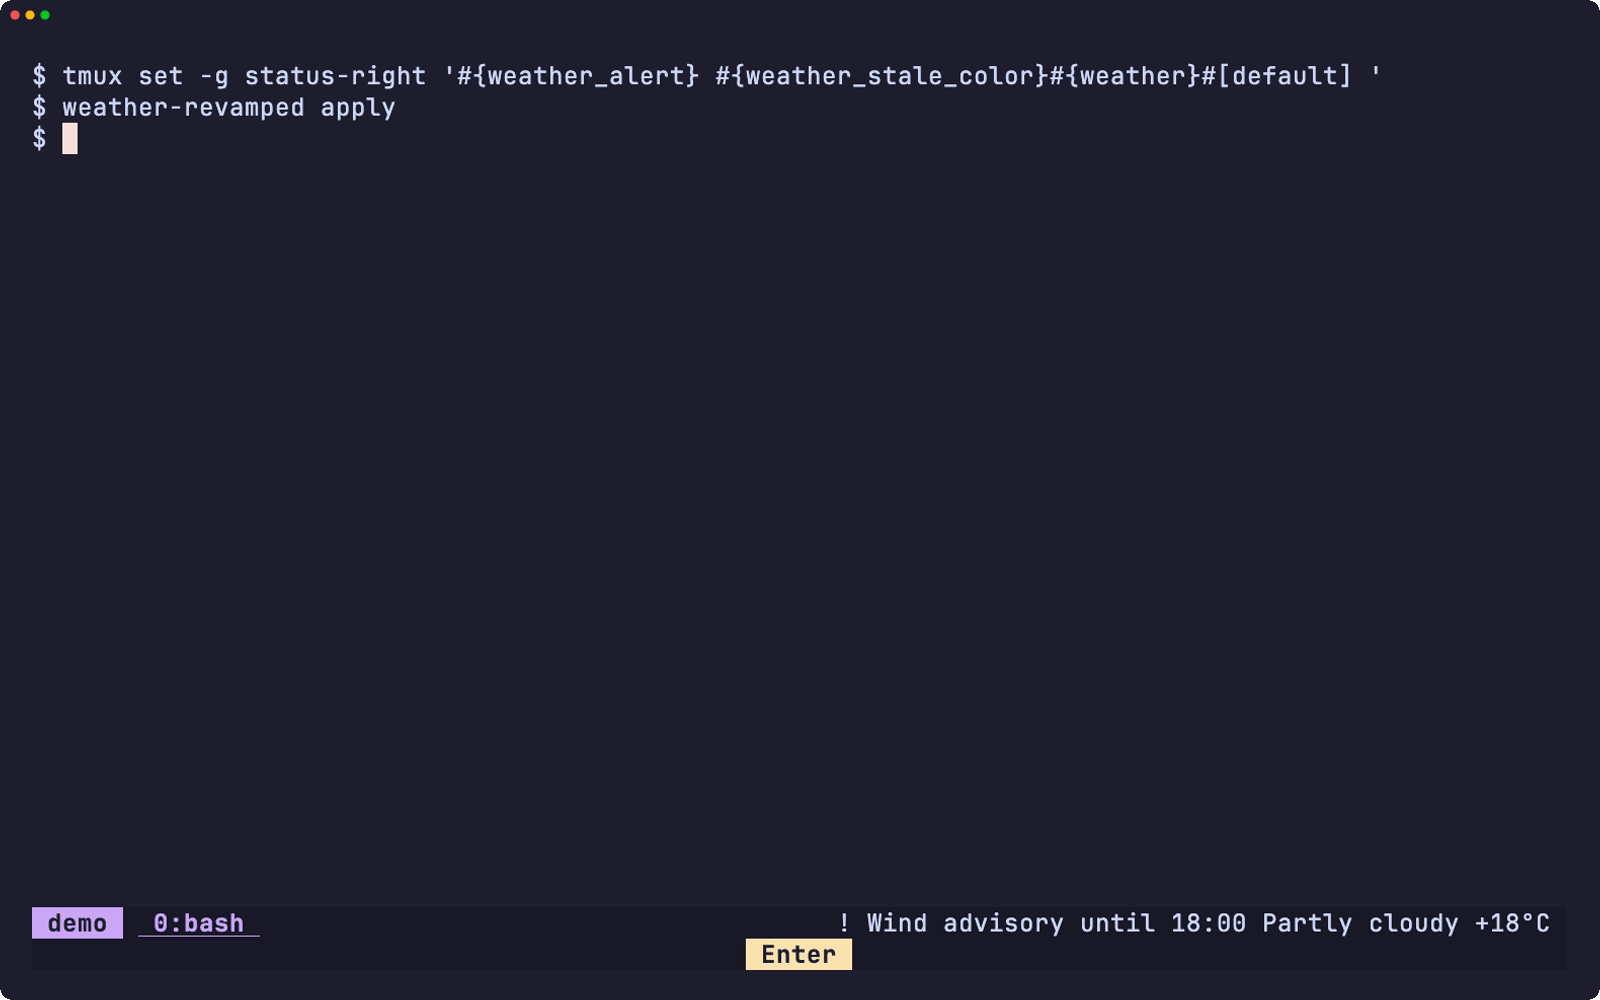 $ tmux set -g status-right '#{weather_alert} #{weather_stale_color}#{weather}#[default] '
$ weather-revamped apply
$
demo 0:bash ! Wind advisory until 18:00 Partly cloudy +18°C
Enter